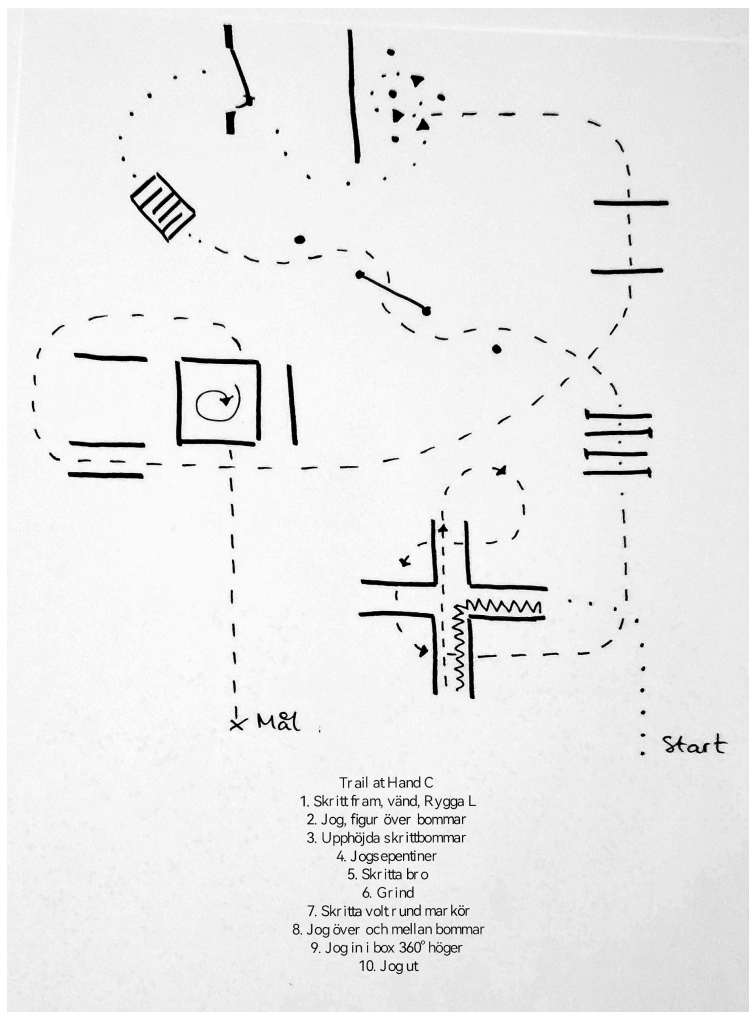 Mål
Start
Trail at Hand C
1. Skritt fram, vänd, Rygga L
2. Jog, figur över bommar
3. Upphöjda skrittbommar
4. Jogsepentiner
5. Skritta bro
6. Grind
7. Skritta volt rund markör
8. Jog över och mellan bommar
9. Jog in i box 360° höger
10. Jog ut